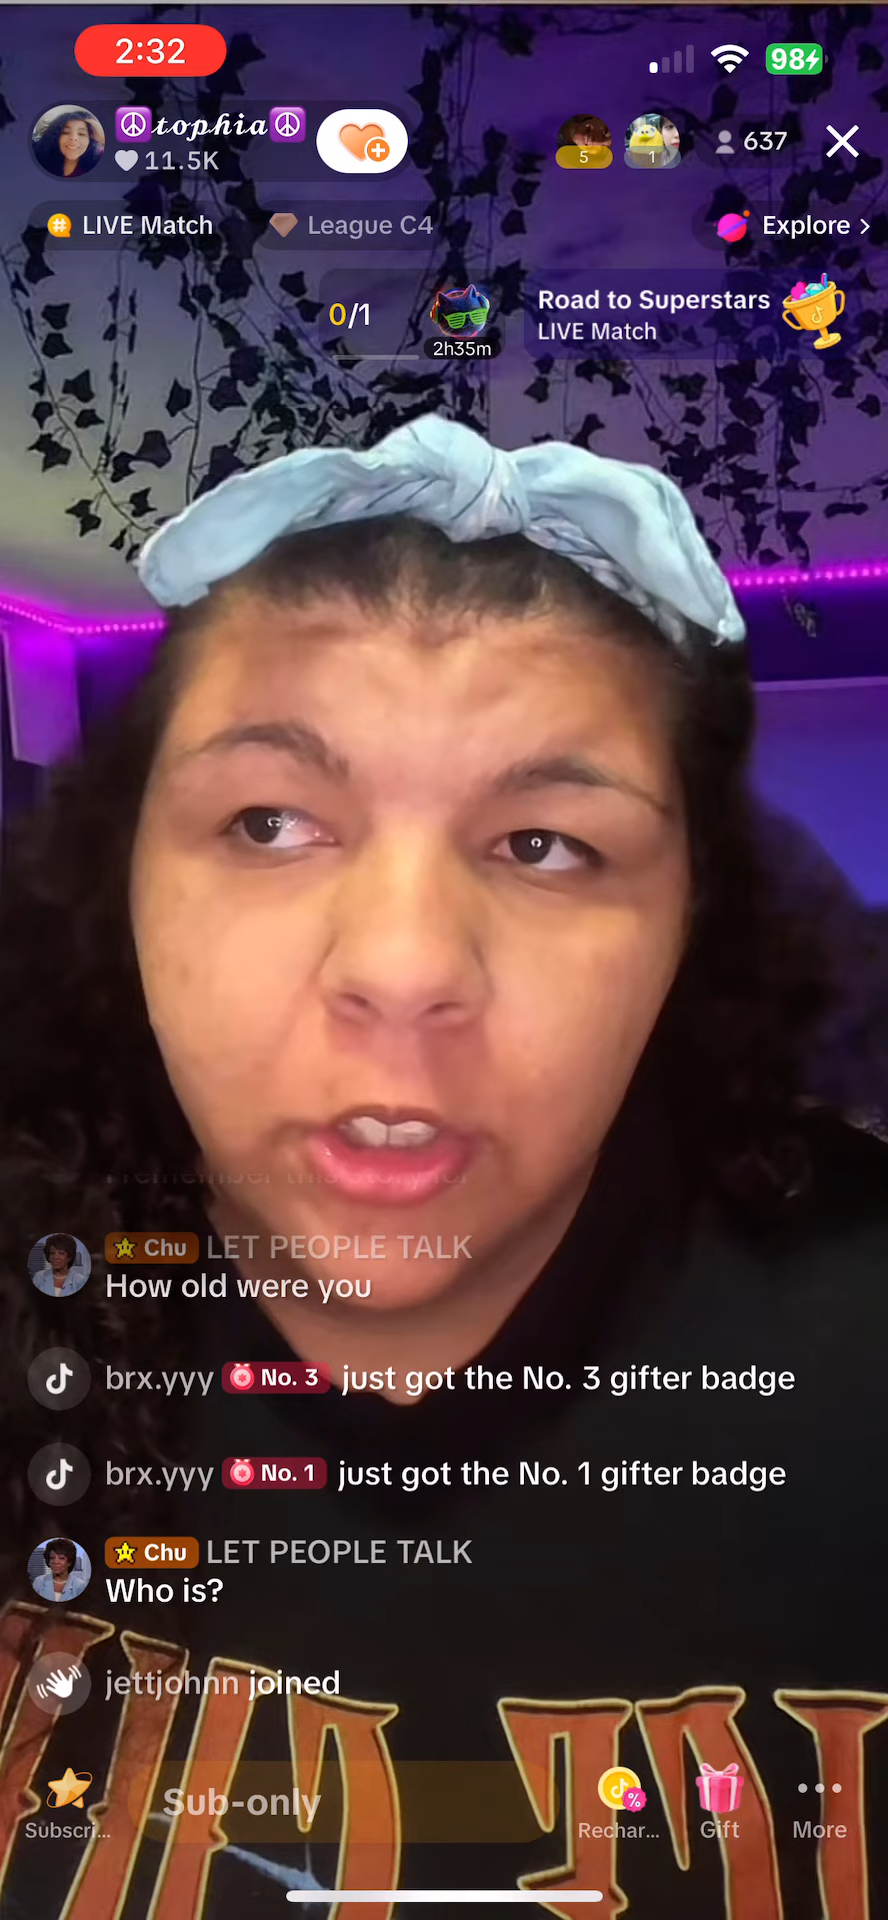 2:32
98
☮️𝓽𝓸𝓹𝓱𝓲𝓪☮️
11.5K
5
1
637
LIVE Match
League C4
Explore >
0/1
2h35m
Road to Superstars
LIVE Match
Chu LET PEOPLE TALK
How old were you
brx.yyy No. 3 just got the No. 3 gifter badge
brx.yyy No. 1 just got the No. 1 gifter badge
Chu LET PEOPLE TALK
Who is?
jettjohnn joined
Sub-only
Subscri...
Rechar...
Gift
More